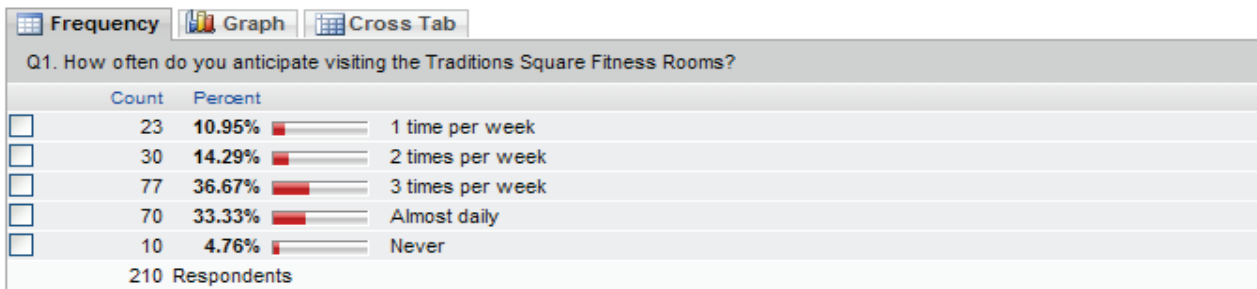 Frequency Graph Cross Tab
Q1. How often do you anticipate visiting the Traditions Square Fitness Rooms?
Count Percent
23 10.95% 1 time per week
30 14.29% 2 times per week
77 36.67% 3 times per week
70 33.33% Almost daily
10 4.76% Never
210 Respondents